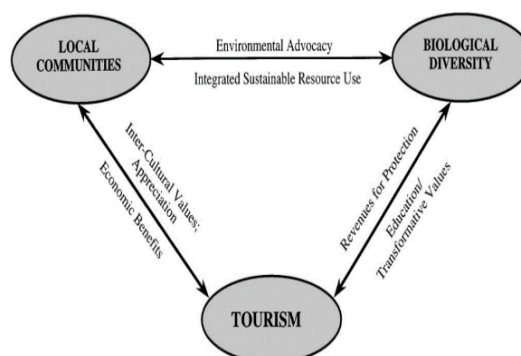 LOCAL
COMMUNITIES
Environmental Advocacy
Integrated Sustainable Resource Use
BIOLOGICAL
DIVERSITY
Inter-Cultural Values;
Appreciation
Economic Benefits
Revenues for Protection
Education/
Transformative Values
TOURISM